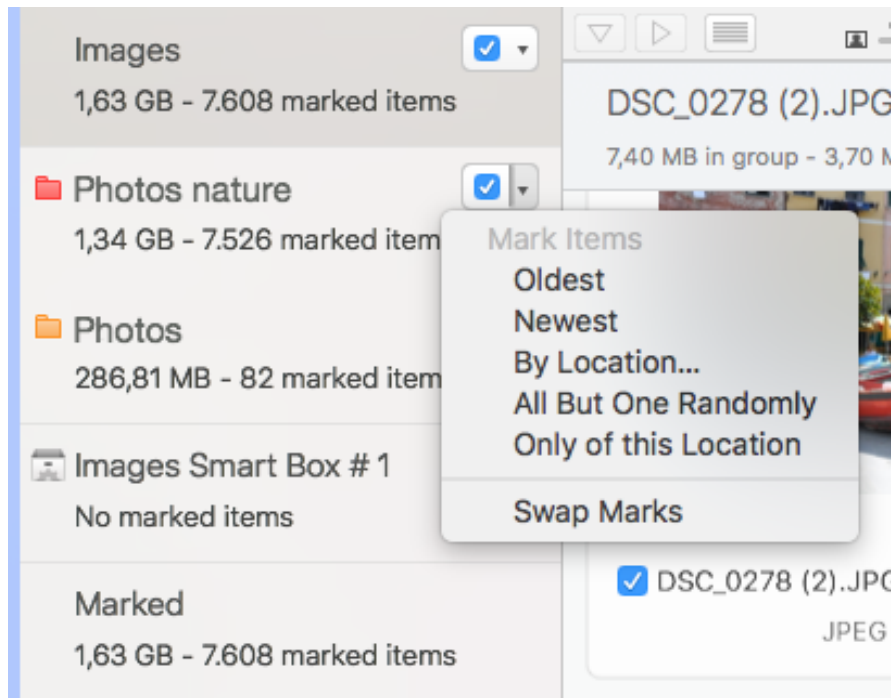 Images
1,63 GB - 7.608 marked items
Photos nature
1,34 GB - 7.526 marked item
Photos
286,81 MB - 82 marked item
Images Smart Box # 1
No marked items
Marked
1,63 GB - 7.608 marked items
Mark Items
Oldest
Newest
By Location...
All But One Randomly
Only of this Location
Swap Marks
DSC_0278 (2).JPG
7,40 MB in group - 3,70 M
DSC_0278 (2).JPG
JPEG